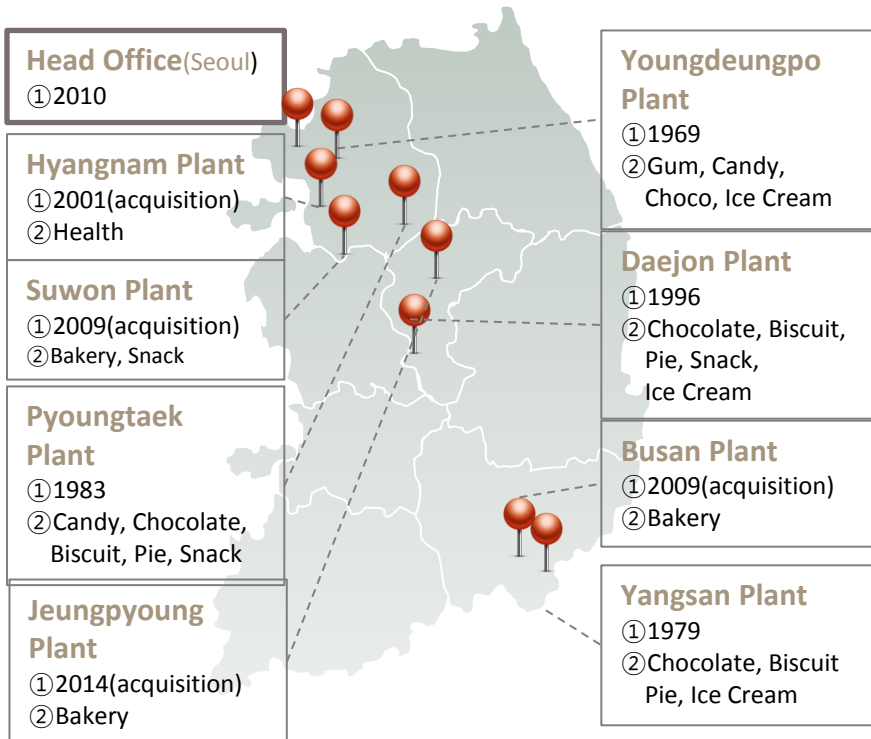 Head Office(Seoul)
①2010
Hyangnam Plant
①2001(acquisition)
②Health
Suwon Plant
①2009(acquisition)
②Bakery, Snack
Pyoungtaek
Plant
①1983
②Candy, Chocolate,
Biscuit, Pie, Snack
Jeungpyoung
Plant
①2014(acquisition)
②Bakery
Youngdeungpo
Plant
①1969
②Gum, Candy,
Choco, Ice Cream
Daejon Plant
①1996
②Chocolate, Biscuit,
Pie, Snack,
Ice Cream
Busan Plant
①2009(acquisition)
②Bakery
Yangsan Plant
①1979
②Chocolate, Biscuit
Pie, Ice Cream